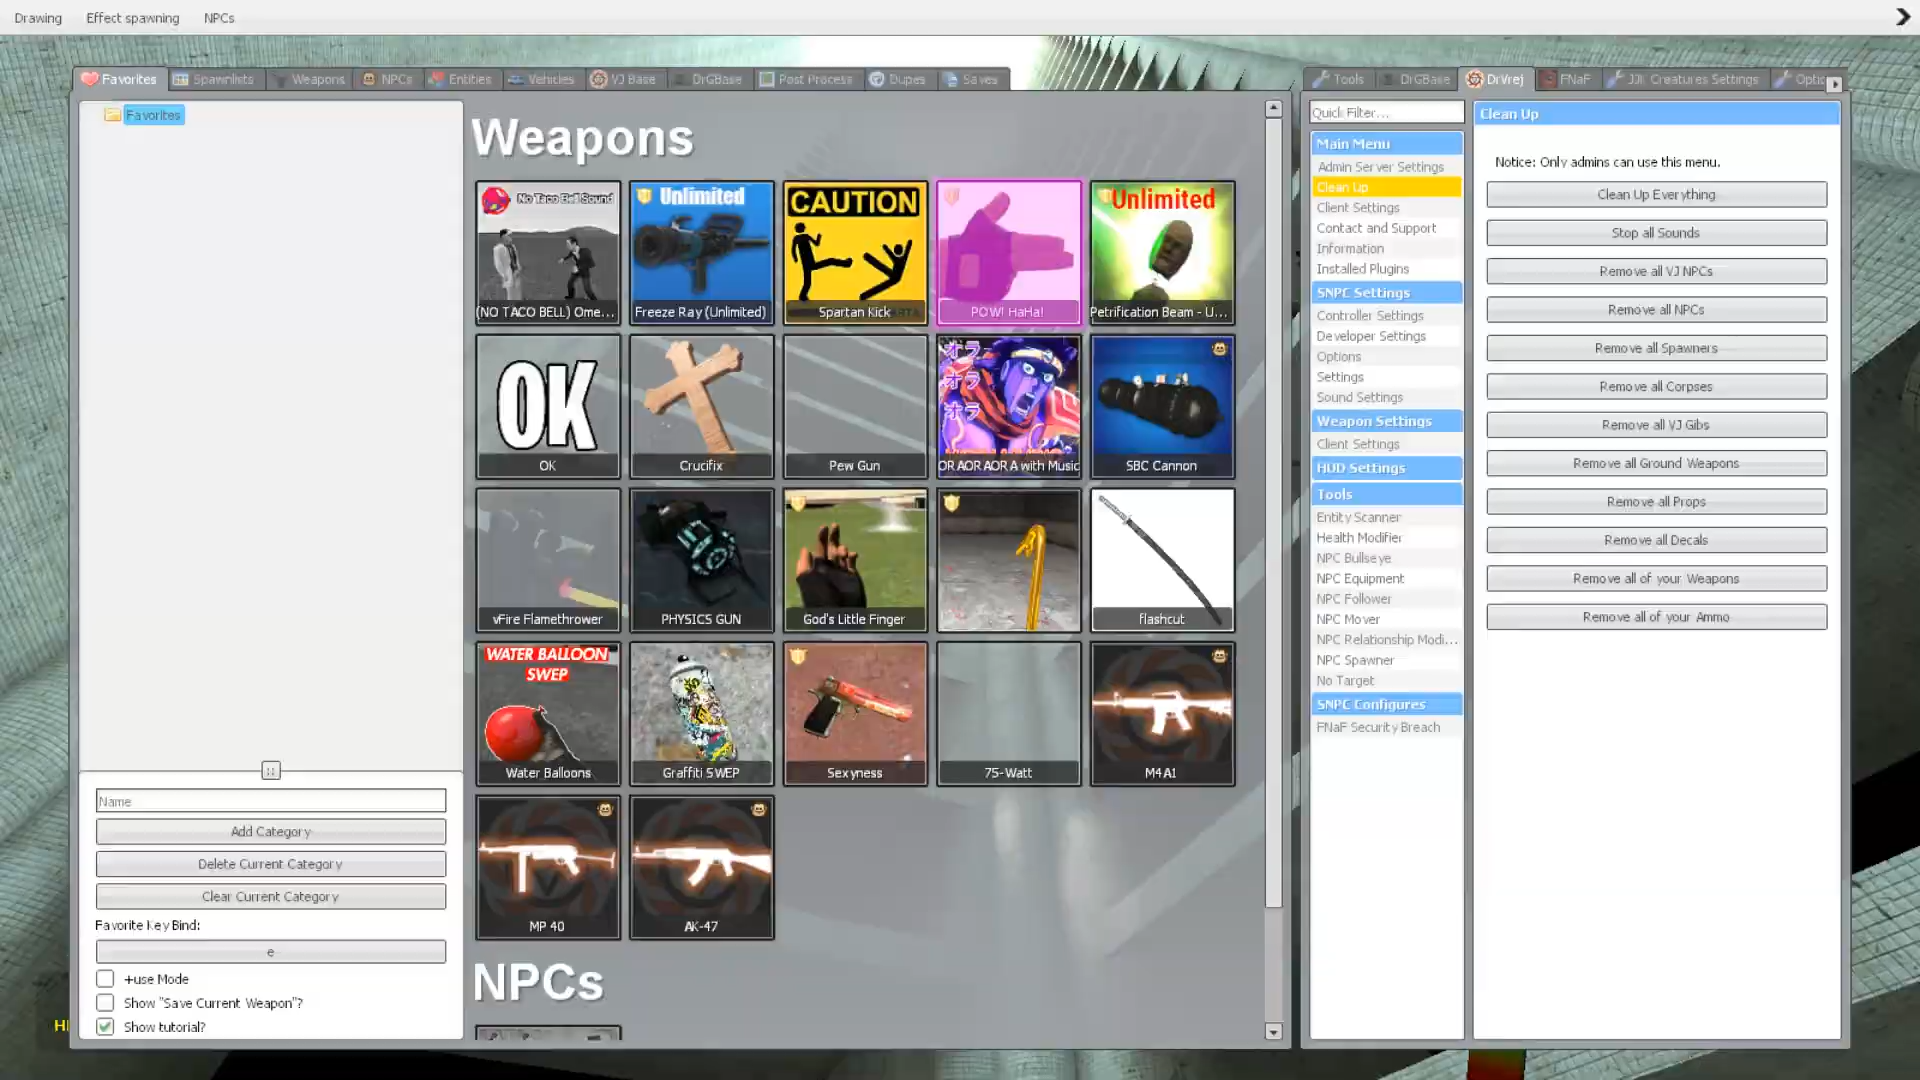 Drawing Effect spawning NPCs
Favorites Spawnlists Weapons NPCs Entities Vehicles VJ Base DrGBase Post Process Dupes Saves
Tools DrGBase DrVrej FNaF JJI Creatures Settings
Favorites
Weapons
No Taco Bell Sound
(NO TACO BELL) Ome...
Unlimited
Freeze Ray (Unlimited)
CAUTION
Spartan Kick
POW! HaHa!
Unlimited
Petrification Beam - U...
OK
OK
Crucifix
Pew Gun
オラ
オラ
オラ
ORAORAORA with Music
SBC Cannon
vFire Flamethrower
PHYSICS GUN
God's Little Finger
flashcut
WATER BALLOON
SWEP
Water Balloons
Graffiti SWEP
Sexyness
75-Watt
M4A1
MP 40
AK-47
NPCs
Name
Add Category
Delete Current Category
Clear Current Category
Favorite Key Bind:
e
+use Mode
Show "Save Current Weapon"?
Show tutorial?
Quick Filter...
Main Menu
Admin Server Settings
Clean Up
Client Settings
Contact and Support
Information
Installed Plugins
SNPC Settings
Controller Settings
Developer Settings
Options
Settings
Sound Settings
Weapon Settings
Client Settings
HUD Settings
Tools
Entity Scanner
Health Modifier
NPC Bullseye
NPC Equipment
NPC Follower
NPC Mover
NPC Relationship Modi...
NPC Spawner
No Target
SNPC Configures
FNaF Security Breach
Clean Up
Notice: Only admins can use this menu.
Clean Up Everything
Stop all Sounds
Remove all VJ NPCs
Remove all NPCs
Remove all Spawners
Remove all Corpses
Remove all VJ Gibs
Remove all Ground Weapons
Remove all Props
Remove all Decals
Remove all of your Weapons
Remove all of your Ammo